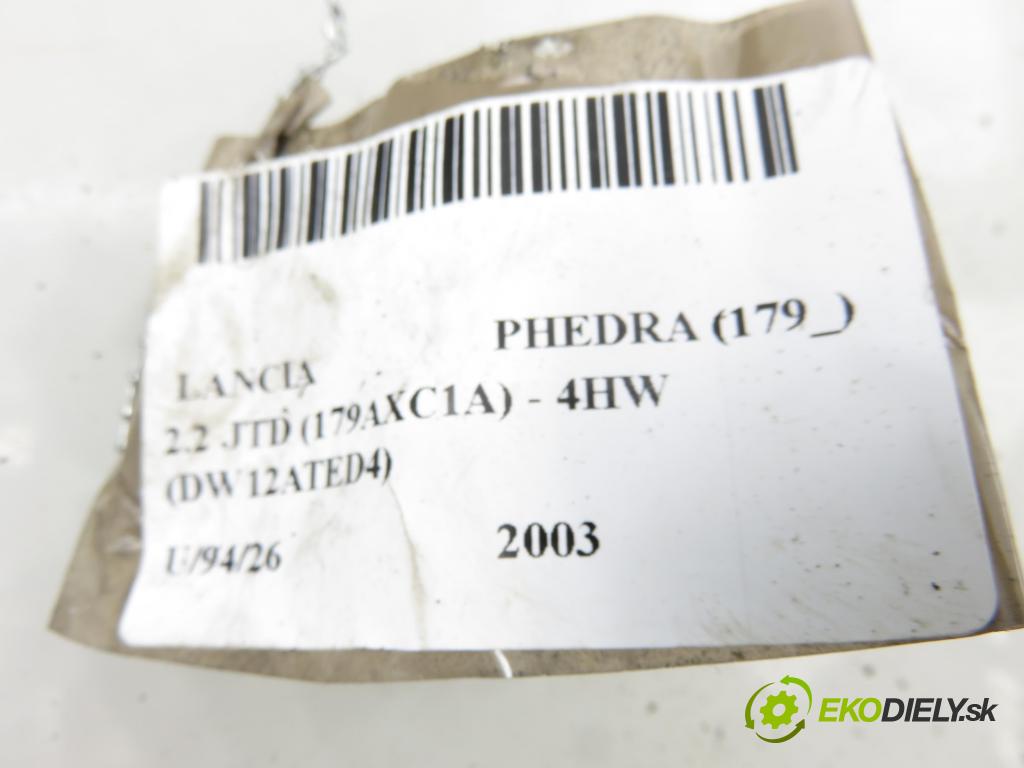 LANCIA PHEDRA (179_)
2.2 JTD (179AXC1A) - 4HW
(DW12ATED4)
U/94/26 2003
EKODIELY.sk